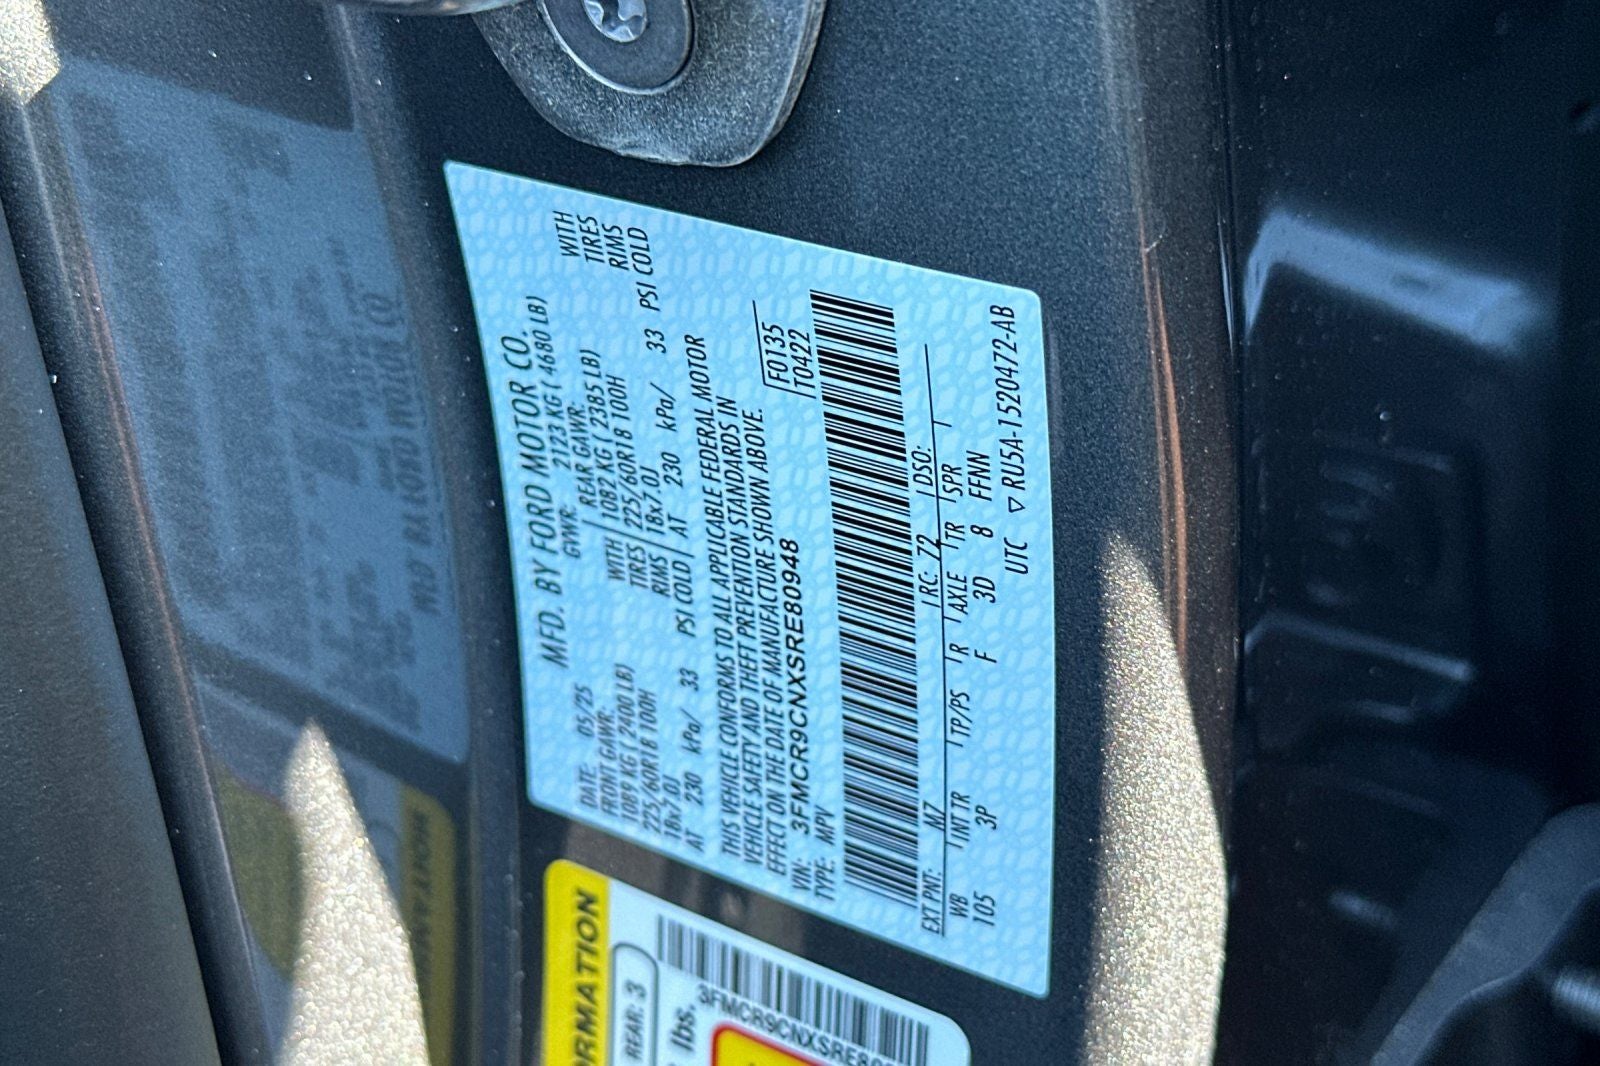 MFD. BY FORD MOTOR CO.
DATE: 05/25 GVWR: 2123 KG ( 4680 LB)
FRONT GAWR: REAR GAWR:
1089 KG ( 2400 LB) WITH 1082 KG ( 2385 LB) WITH
225/60R18 100H TIRES 225/60R18 100H TIRES
18x7.0J RIMS 18x7.0J RIMS
AT 230 kPa/ 33 PSI COLD AT 230 kPa/ 33 PSI COLD
THIS VEHICLE CONFORMS TO ALL APPLICABLE FEDERAL MOTOR
VEHICLE SAFETY AND THEFT PREVENTION STANDARDS IN
EFFECT ON THE DATE OF MANUFACTURE SHOWN ABOVE.
VIN: 3FMCR9CNXSRE80948 F0135
TYPE: MPV T0422
EXT PNT: M7 RC: 72 DSO:
WB INT TR TP/PS R AXLE TR SPR
105 3P F 3D 8 FFNN
UTC ▽ RU5A-1520472-AB
ORMATION
REAR: 3
lbs.
3FMCR9CNXSRE80